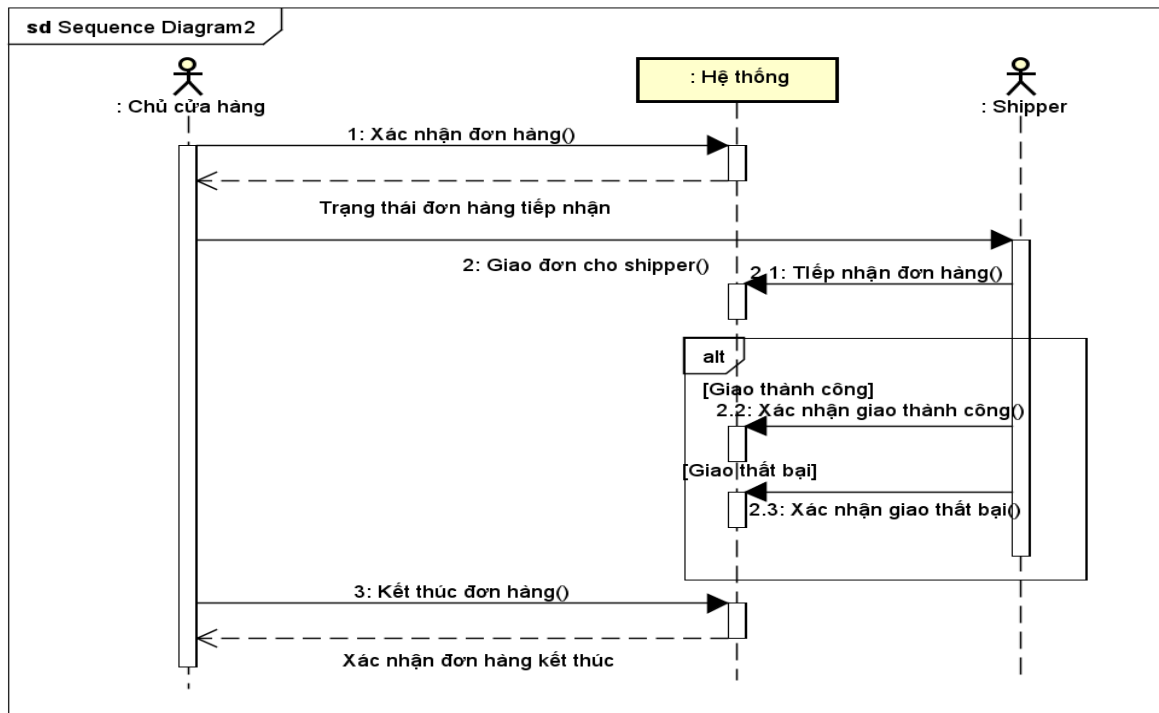 sd Sequence Diagram2
: Chủ cửa hàng
: Hệ thống
: Shipper
1: Xác nhận đơn hàng()
Trạng thái đơn hàng tiếp nhận
2: Giao đơn cho shipper()
2.1: TIếp nhận đơn hàng()
alt
[Giao thành công]
2.2: Xác nhận giao thành công()
[Giao thất bại]
2.3: Xác nhận giao thất bại()
3: Kết thúc đơn hàng()
Xác nhận đơn hàng kết thúc